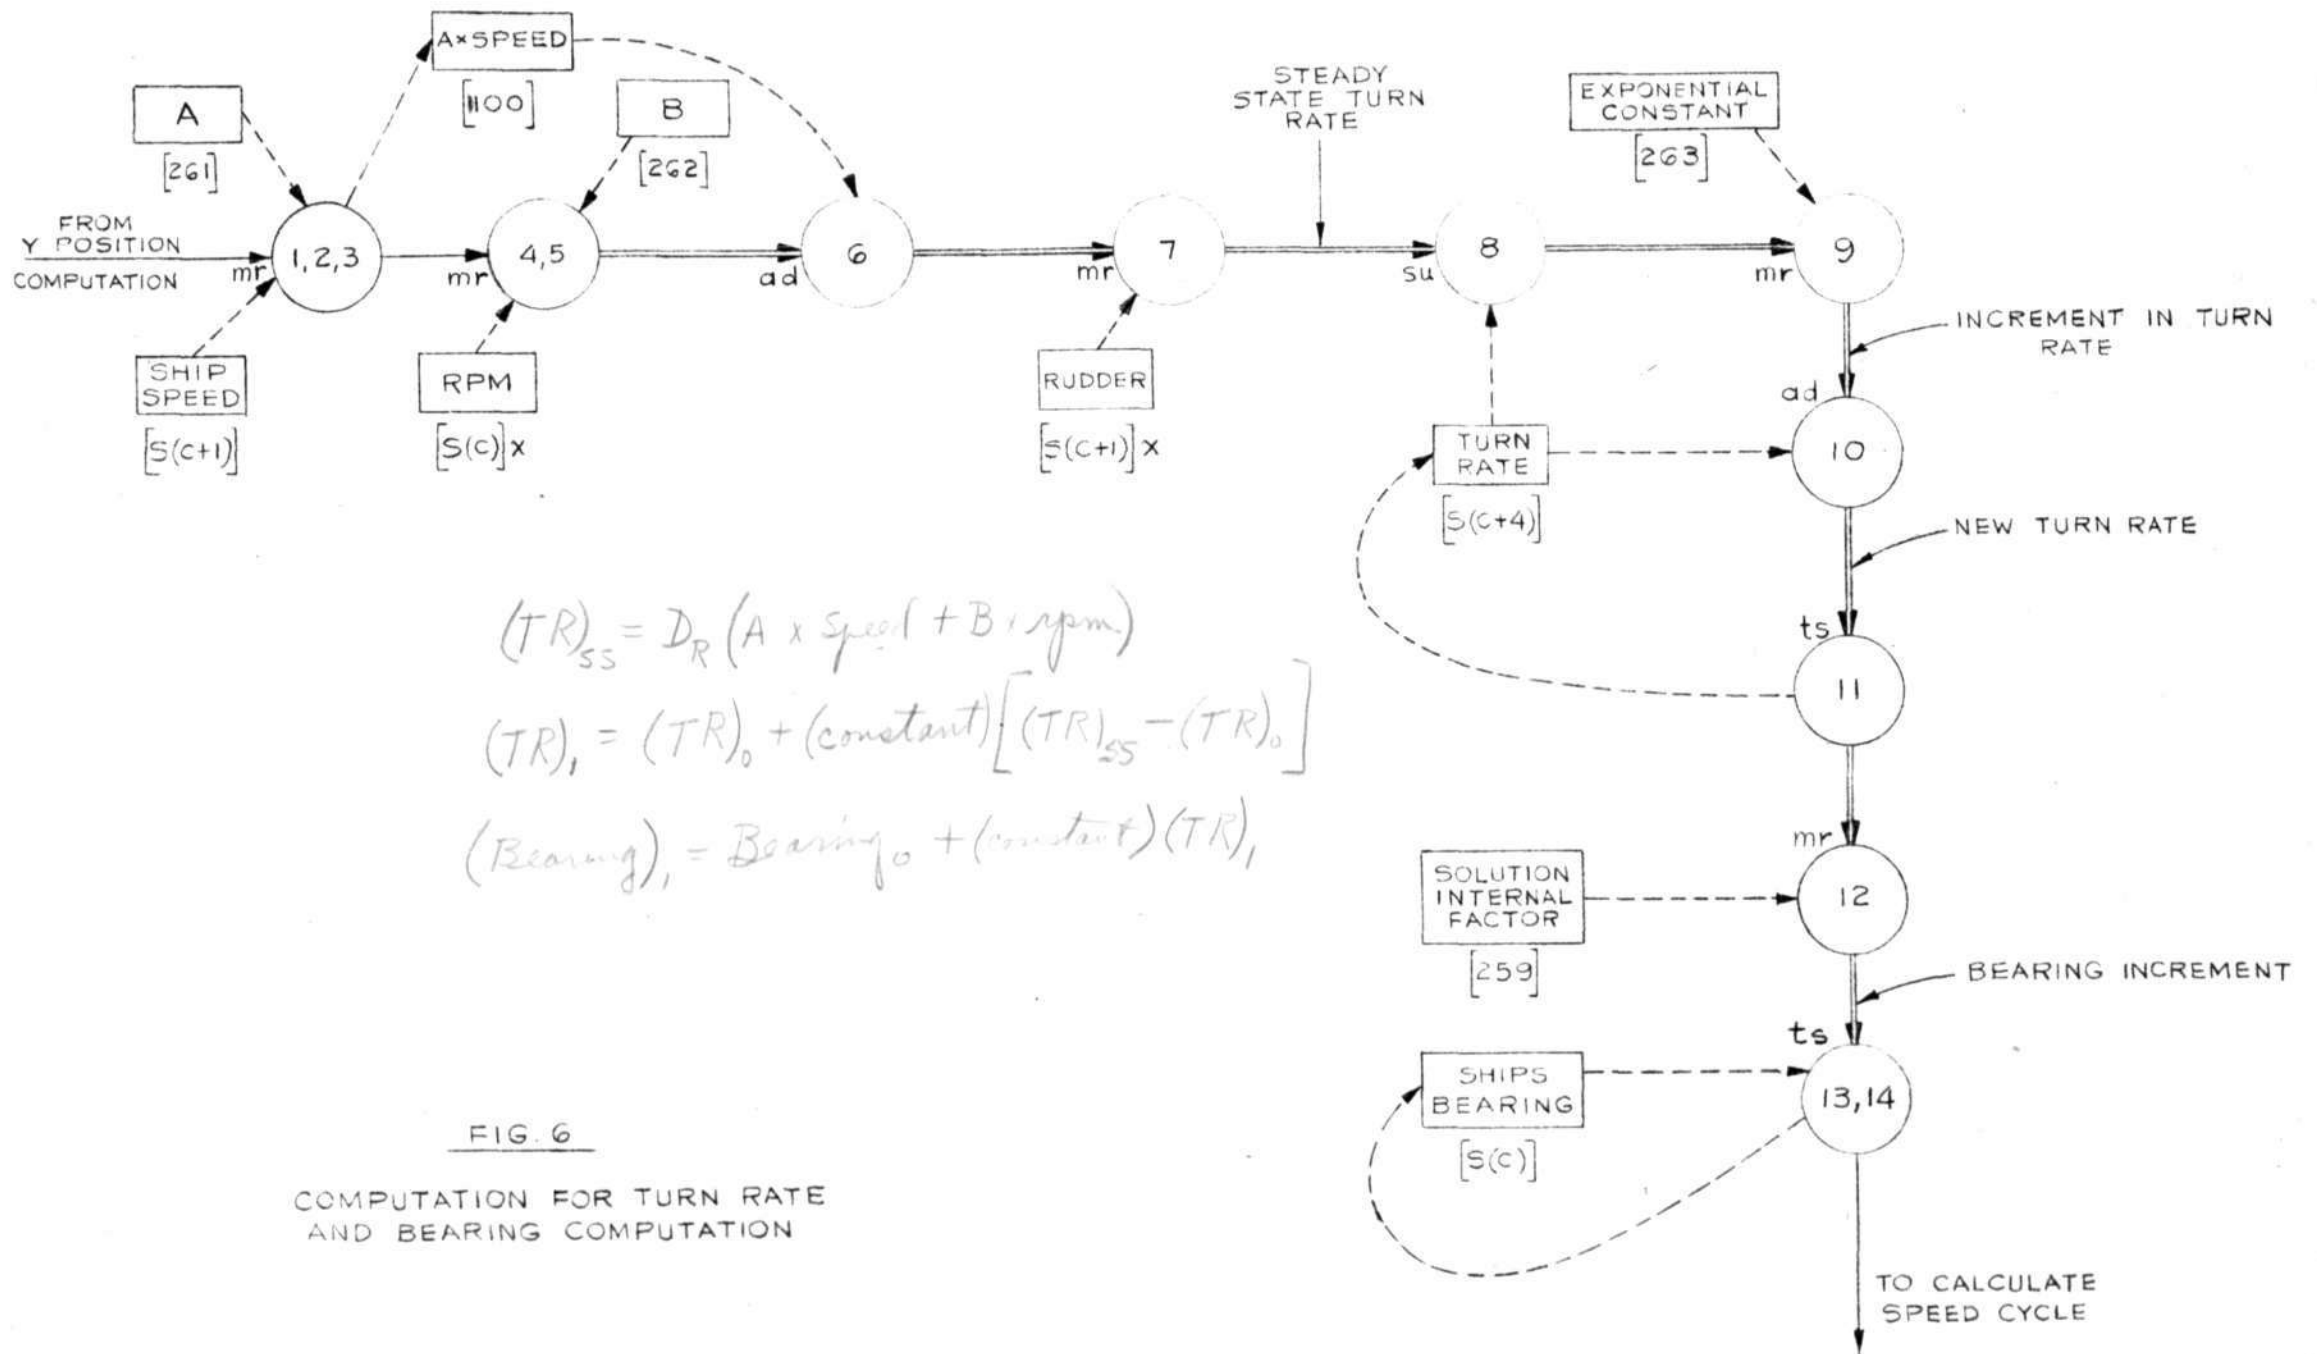 A×SPEED
[1100]
A
[261]
B
[262]
STEADY
STATE TURN
RATE
EXPONENTIAL
CONSTANT
[263]
FROM
Y POSITION
COMPUTATION
mr
1,2,3
mr
4,5
ad
6
mr
7
su
8
mr
9
SHIP
SPEED
[S(C+1)]
RPM
[S(C)]x
RUDDER
[S(C+1)]x
INCREMENT IN TURN
RATE
ad
10
TURN
RATE
[S(C+4)]
NEW TURN RATE
ts
11
(TR)SS = DR (A x Speed + B x rpm)
(TR)1 = (TR)0 + (constant) [(TR)SS - (TR)0]
(Bearing)1 = Bearing0 + (constant)(TR)1
mr
12
SOLUTION
INTERNAL
FACTOR
[259]
BEARING INCREMENT
ts
13,14
SHIPS
BEARING
[S(C)]
FIG. 6
COMPUTATION FOR TURN RATE
AND BEARING COMPUTATION
TO CALCULATE
SPEED CYCLE